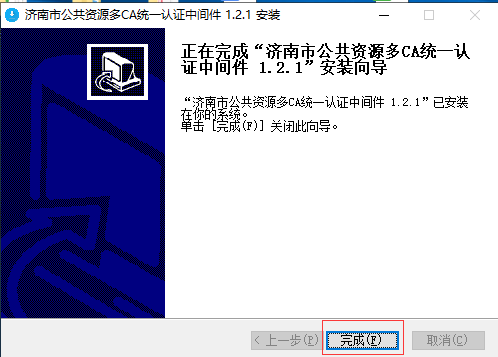 济南市公共资源多CA统一认证中间件 1.2.1 安装
正在完成“济南市公共资源多CA统一认
证中间件 1.2.1”安装向导
“济南市公共资源多CA统一认证中间件 1.2.1”已安装
在你的系统。
单击 [完成(F)] 关闭此向导。
< 上一步(P)
完成(F)
取消(C)